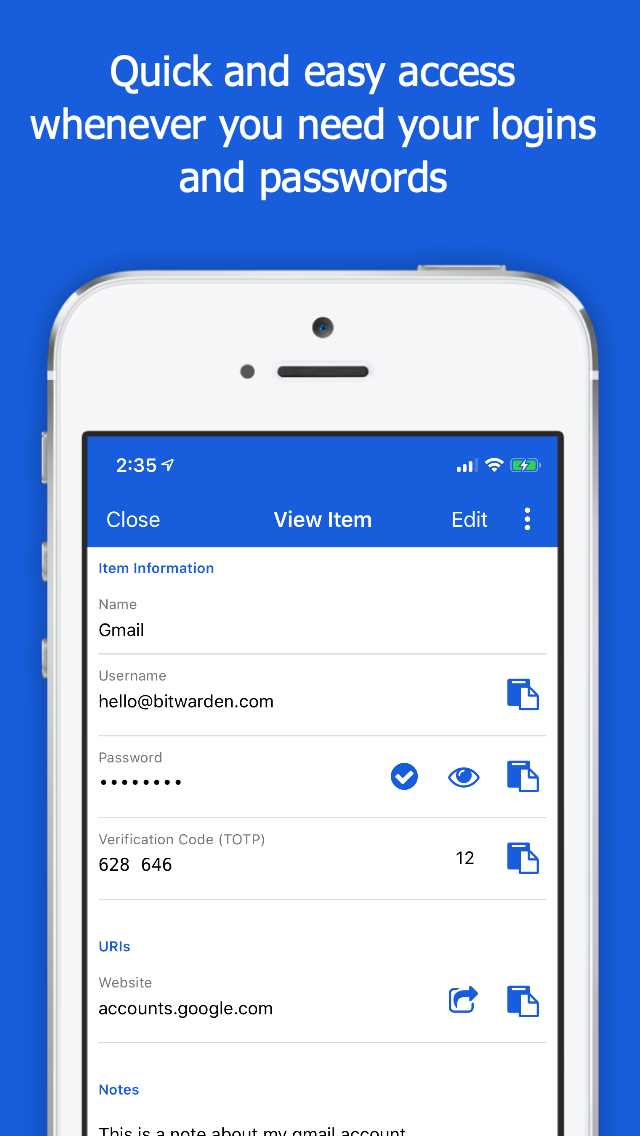 Quick and easy access
whenever you need your logins
and passwords
2:35
Close View Item Edit
Item Information
Name
Gmail
Username
hello@bitwarden.com
Password
••••••••
Verification Code (TOTP)
628 646 12
URIs
Website
accounts.google.com
Notes
This is a note about my gmail account